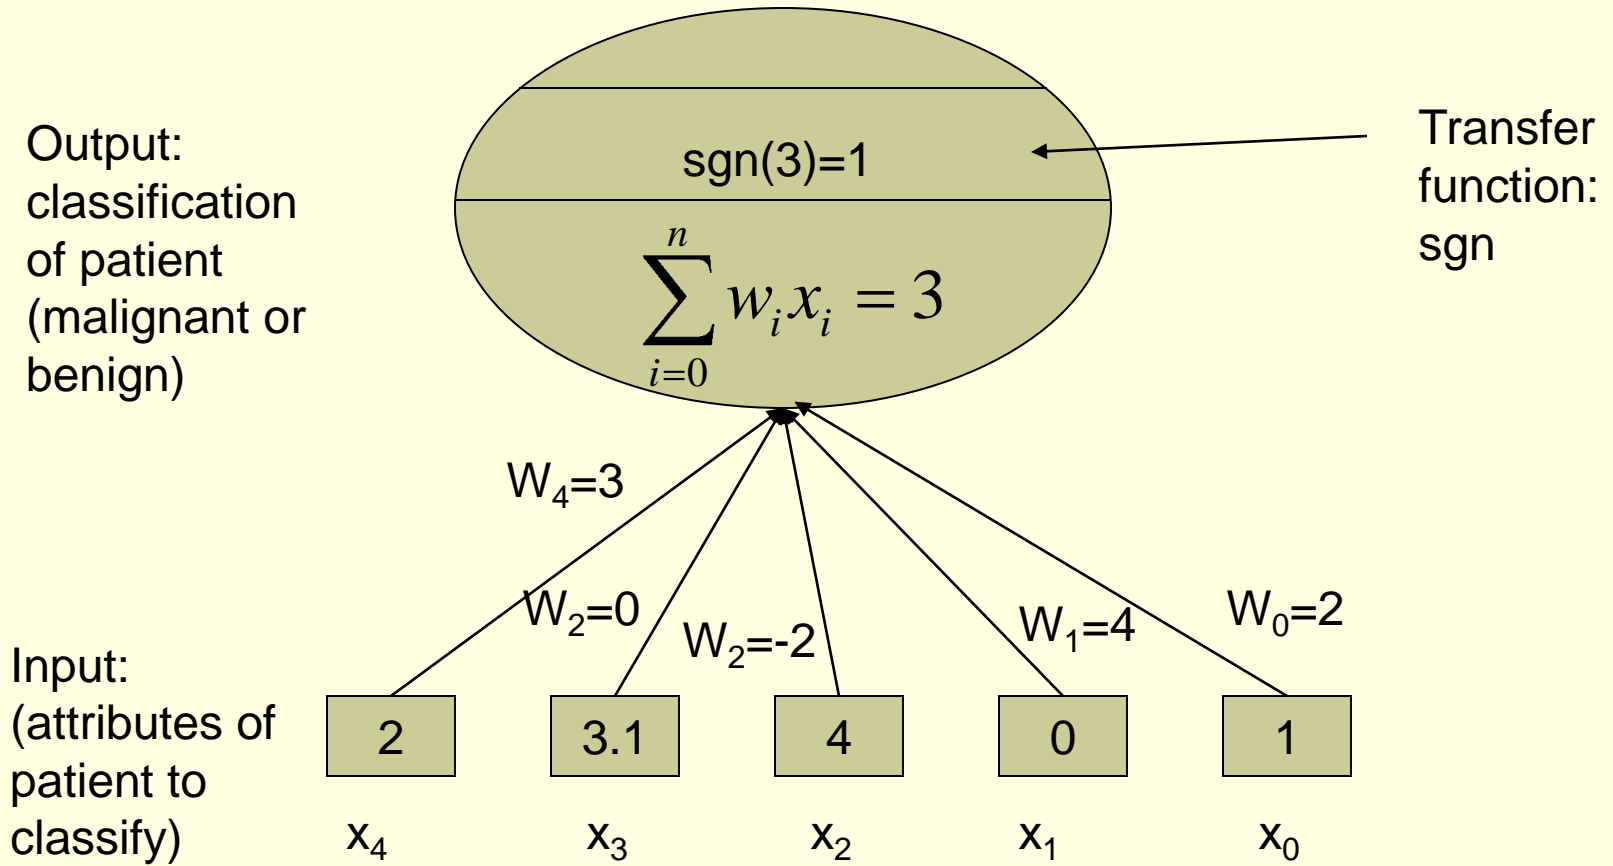 Output:
classification
of patient
(malignant or
benign)
sgn(3)=1
Transfer
function:
sgn
n
∑ wᵢxᵢ = 3
i=0
W₄=3
W₂=0
W₂=-2
W₁=4
W₀=2
Input:
(attributes of
patient to
classify)
2 3.1 4 0 1
x₄ x₃ x₂ x₁ x₀